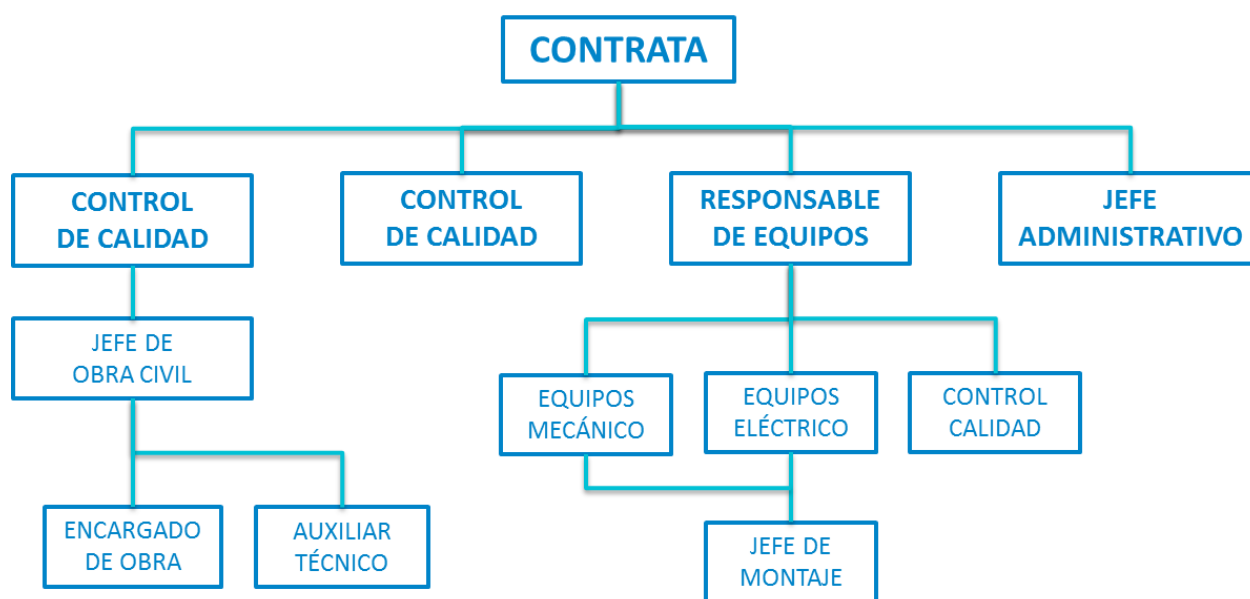 CONTRATA
CONTROL
DE CALIDAD
CONTROL
DE CALIDAD
RESPONSABLE
DE EQUIPOS
JEFE
ADMINISTRATIVO
JEFE DE
OBRA CIVIL
EQUIPOS
MECÁNICO
EQUIPOS
ELÉCTRICO
CONTROL
CALIDAD
ENCARGADO
DE OBRA
AUXILIAR
TÉCNICO
JEFE DE
MONTAJE